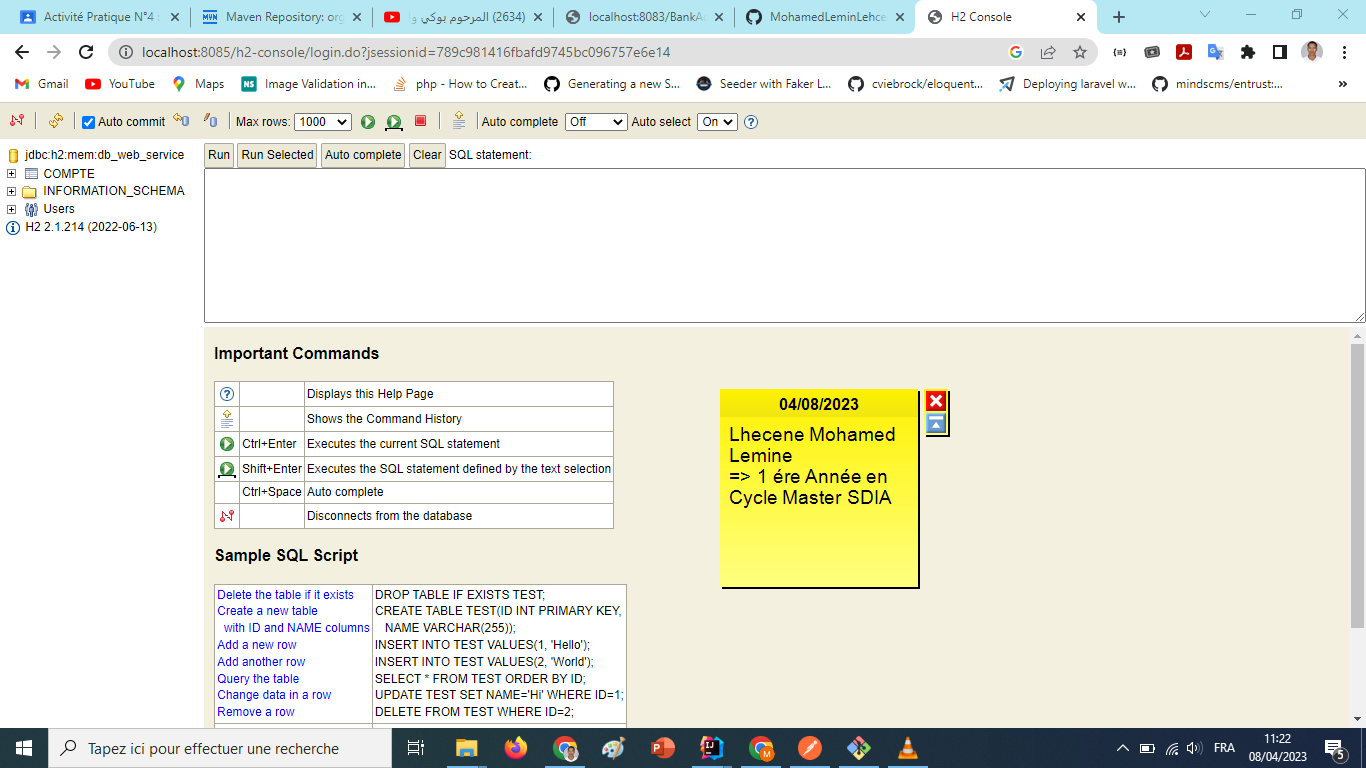 Activité Pratique N°4
Maven Repository: org
(2634) المرحوم بوكي
localhost:8083/BankA
MohamedLeminLehce
H2 Console
localhost:8085/h2-console/login.do?jsessionid=789c981416fbafd9745bc096757e6e14
Gmail
YouTube
Maps
Image Validation in...
php - How to Creat...
Generating a new S...
Seeder with Faker L...
cviebrock/eloquent...
Deploying laravel w...
mindscms/entrust:...
»
Auto commit
Max rows: 1000
Auto complete Off
Auto select On
jdbc:h2:mem:db_web_service
COMPTE
INFORMATION_SCHEMA
Users
H2 2.1.214 (2022-06-13)
Run
Run Selected
Auto complete
Clear
SQL statement:
Important Commands
Displays this Help Page
Shows the Command History
Ctrl+Enter Executes the current SQL statement
Shift+Enter Executes the SQL statement defined by the text selection
Ctrl+Space Auto complete
Disconnects from the database
04/08/2023
Lhecene Mohamed
Lemine
=> 1 ére Année en
Cycle Master SDIA
Sample SQL Script
Delete the table if it exists DROP TABLE IF EXISTS TEST;
Create a new table CREATE TABLE TEST(ID INT PRIMARY KEY,
with ID and NAME columns NAME VARCHAR(255));
Add a new row INSERT INTO TEST VALUES(1, 'Hello');
Add another row INSERT INTO TEST VALUES(2, 'World');
Query the table SELECT * FROM TEST ORDER BY ID;
Change data in a row UPDATE TEST SET NAME='Hi' WHERE ID=1;
Remove a row DELETE FROM TEST WHERE ID=2;
Tapez ici pour effectuer une recherche
FRA
11:22
08/04/2023
5